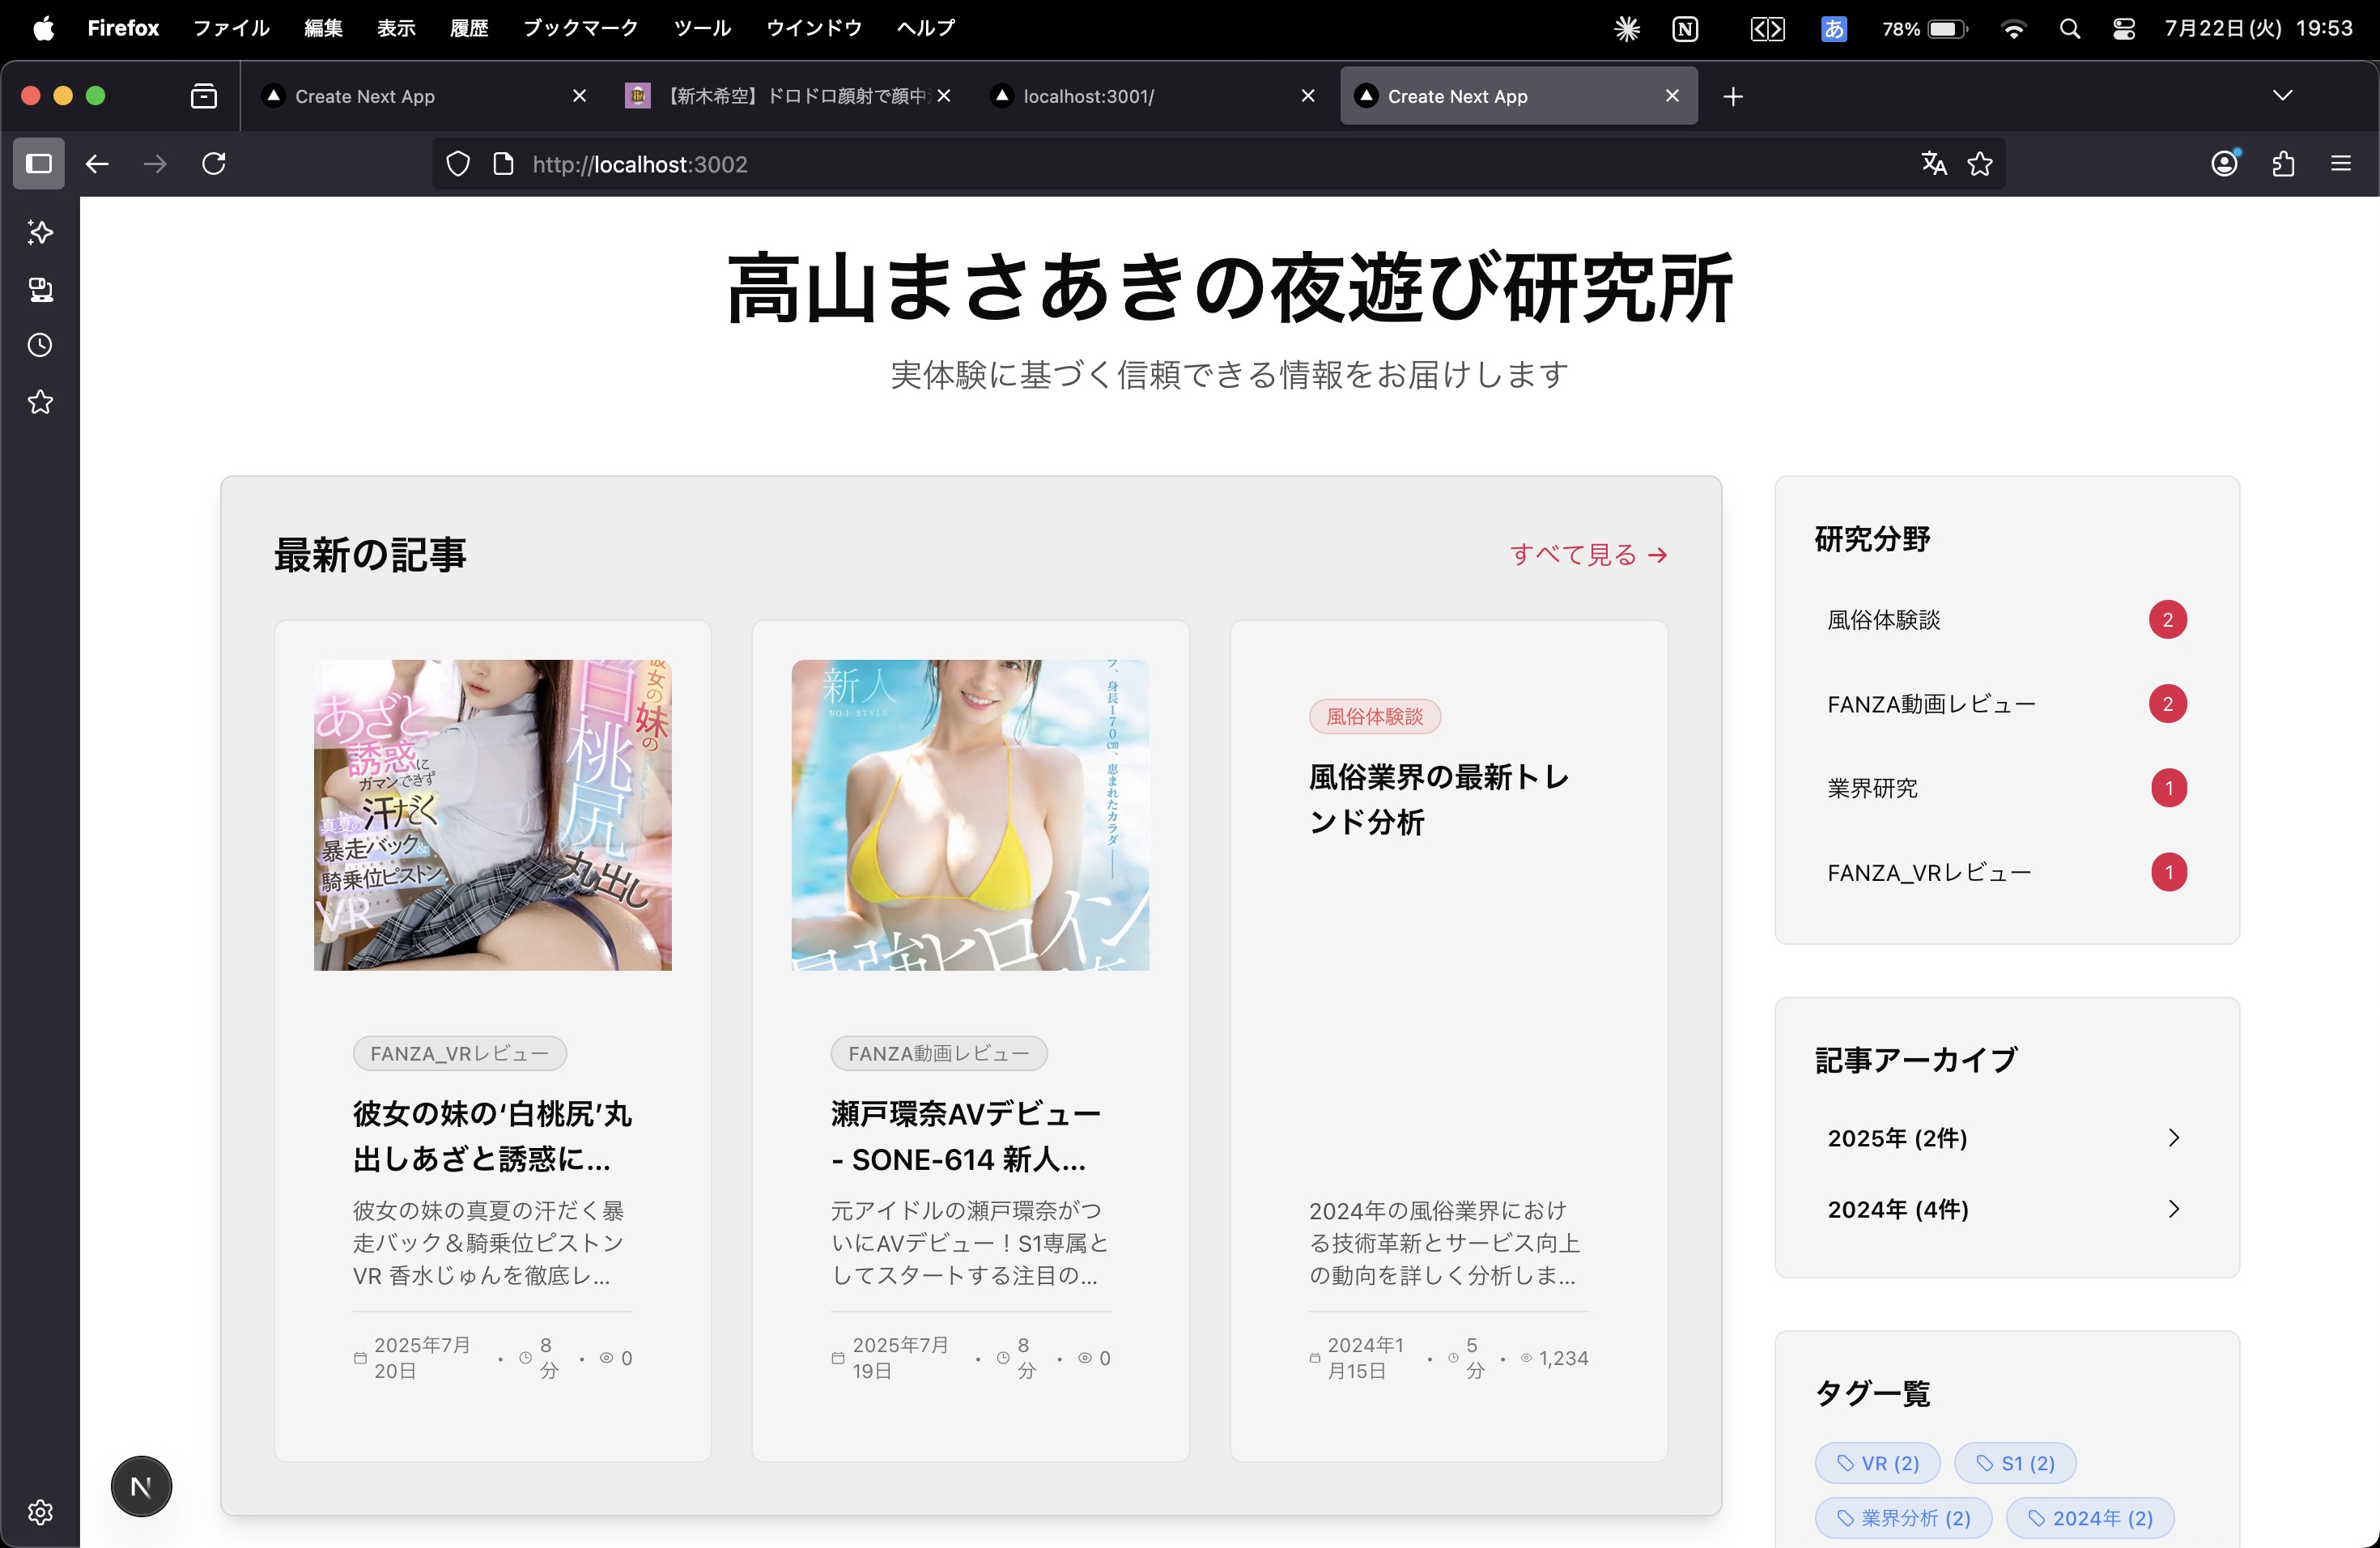 Firefox ファイル 編集 表示 履歴 ブックマーク ツール ウインドウ ヘルプ あ 78% 7月22日(火) 19:53
Create Next App
【新木希空】ドロドロ顔射で顔中
localhost:3001/
Create Next App
http://localhost:3002
高山まさあきの夜遊び研究所
実体験に基づく信頼できる情報をお届けします
最新の記事
すべて見る →
彼女の妹の
白桃尻
丸出し
あざと
誘惑に
ガマンできず
汗だく
真夏の
暴走バック&
騎乗位ピストン
VR
FANZA_VRレビュー
彼女の妹の‘白桃尻’丸
出しあざと誘惑に...
彼女の妹の真夏の汗だく暴
走バック＆騎乗位ピストン
VR 香水じゅんを徹底レ...
2025年7月
20日
•
8
分
•
0
新人
NO.1 STYLE
身長170㎝、恵まれたカラダ――
FANZA動画レビュー
瀬戸環奈AVデビュー
- SONE-614 新人...
元アイドルの瀬戸環奈がつ
いにAVデビュー！S1専属と
してスタートする注目の...
2025年7月
19日
•
8
分
•
0
風俗体験談
風俗業界の最新トレ
ンド分析
2024年の風俗業界におけ
る技術革新とサービス向上
の動向を詳しく分析しま...
2024年1
月15日
•
5
分
•
1,234
研究分野
風俗体験談 2
FANZA動画レビュー 2
業界研究 1
FANZA_VRレビュー 1
記事アーカイブ
2025年 (2件)
2024年 (4件)
タグ一覧
VR (2) S1 (2)
業界分析 (2) 2024年 (2)
N